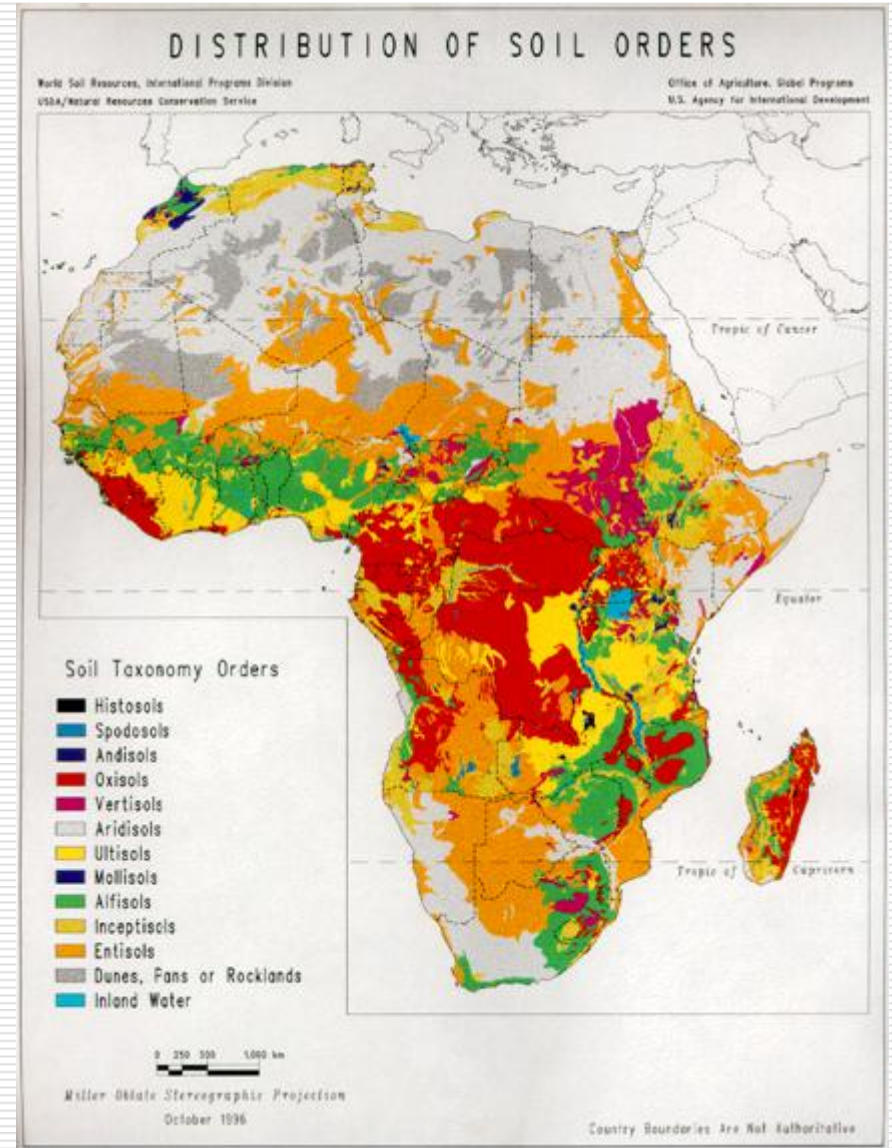 DISTRIBUTION OF SOIL ORDERS
World Soil Resources, International Programs Division
USDA/Natural Resources Conservation Service
Office of Agriculture, Global Programs
U.S. Agency for International Development
Tropic of Cancer
Equator
Soil Taxonomy Orders
Histosols
Spodosols
Andisols
Oxisols
Vertisols
Aridisols
Ultisols
Mollisols
Alfisols
Inceptisols
Entisols
Dunes, Fans or Rocklands
Inland Water
Tropic of Capricorn
0 250 500 1,000 km
Miller Oblate Stereographic Projection
October 1996
Country Boundaries Are Not Authoritative